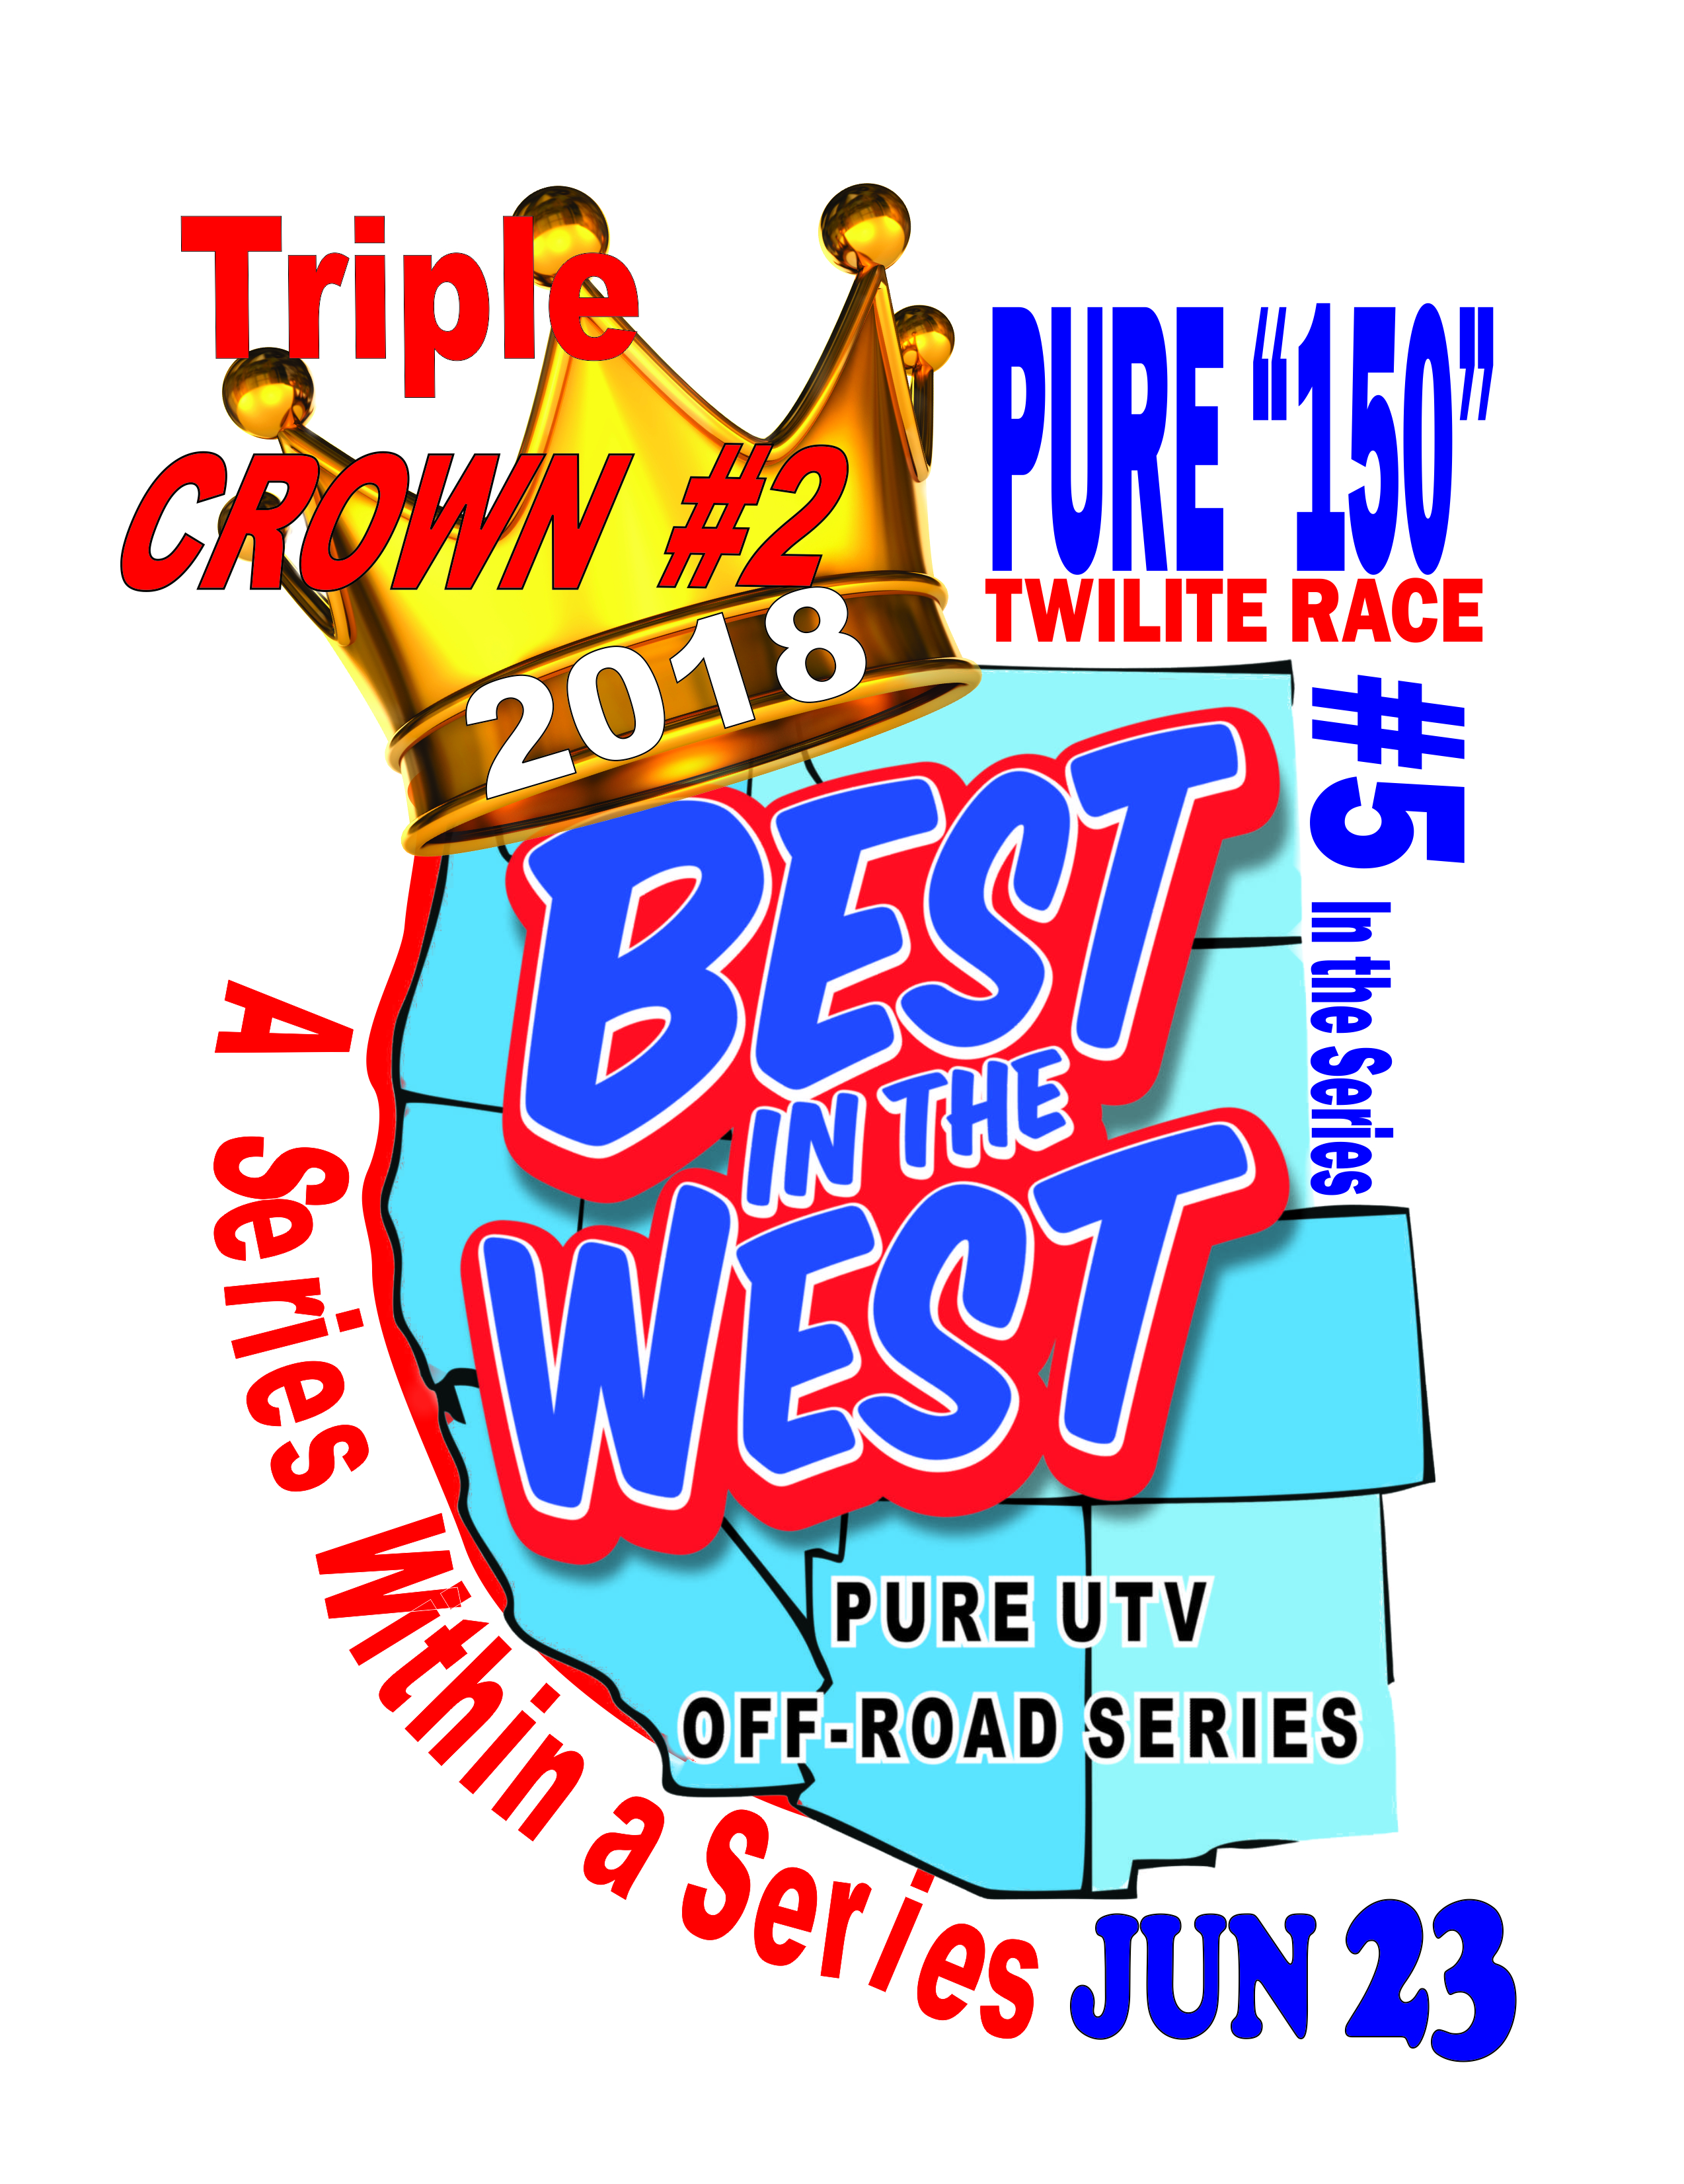 Triple
CROWN #2
2018
PURE “150”
TWILITE RACE
#5 In the Series
BEST
IN THE
WEST
PURE UTV
OFF-ROAD SERIES
A Series Within a Series
JUN 23